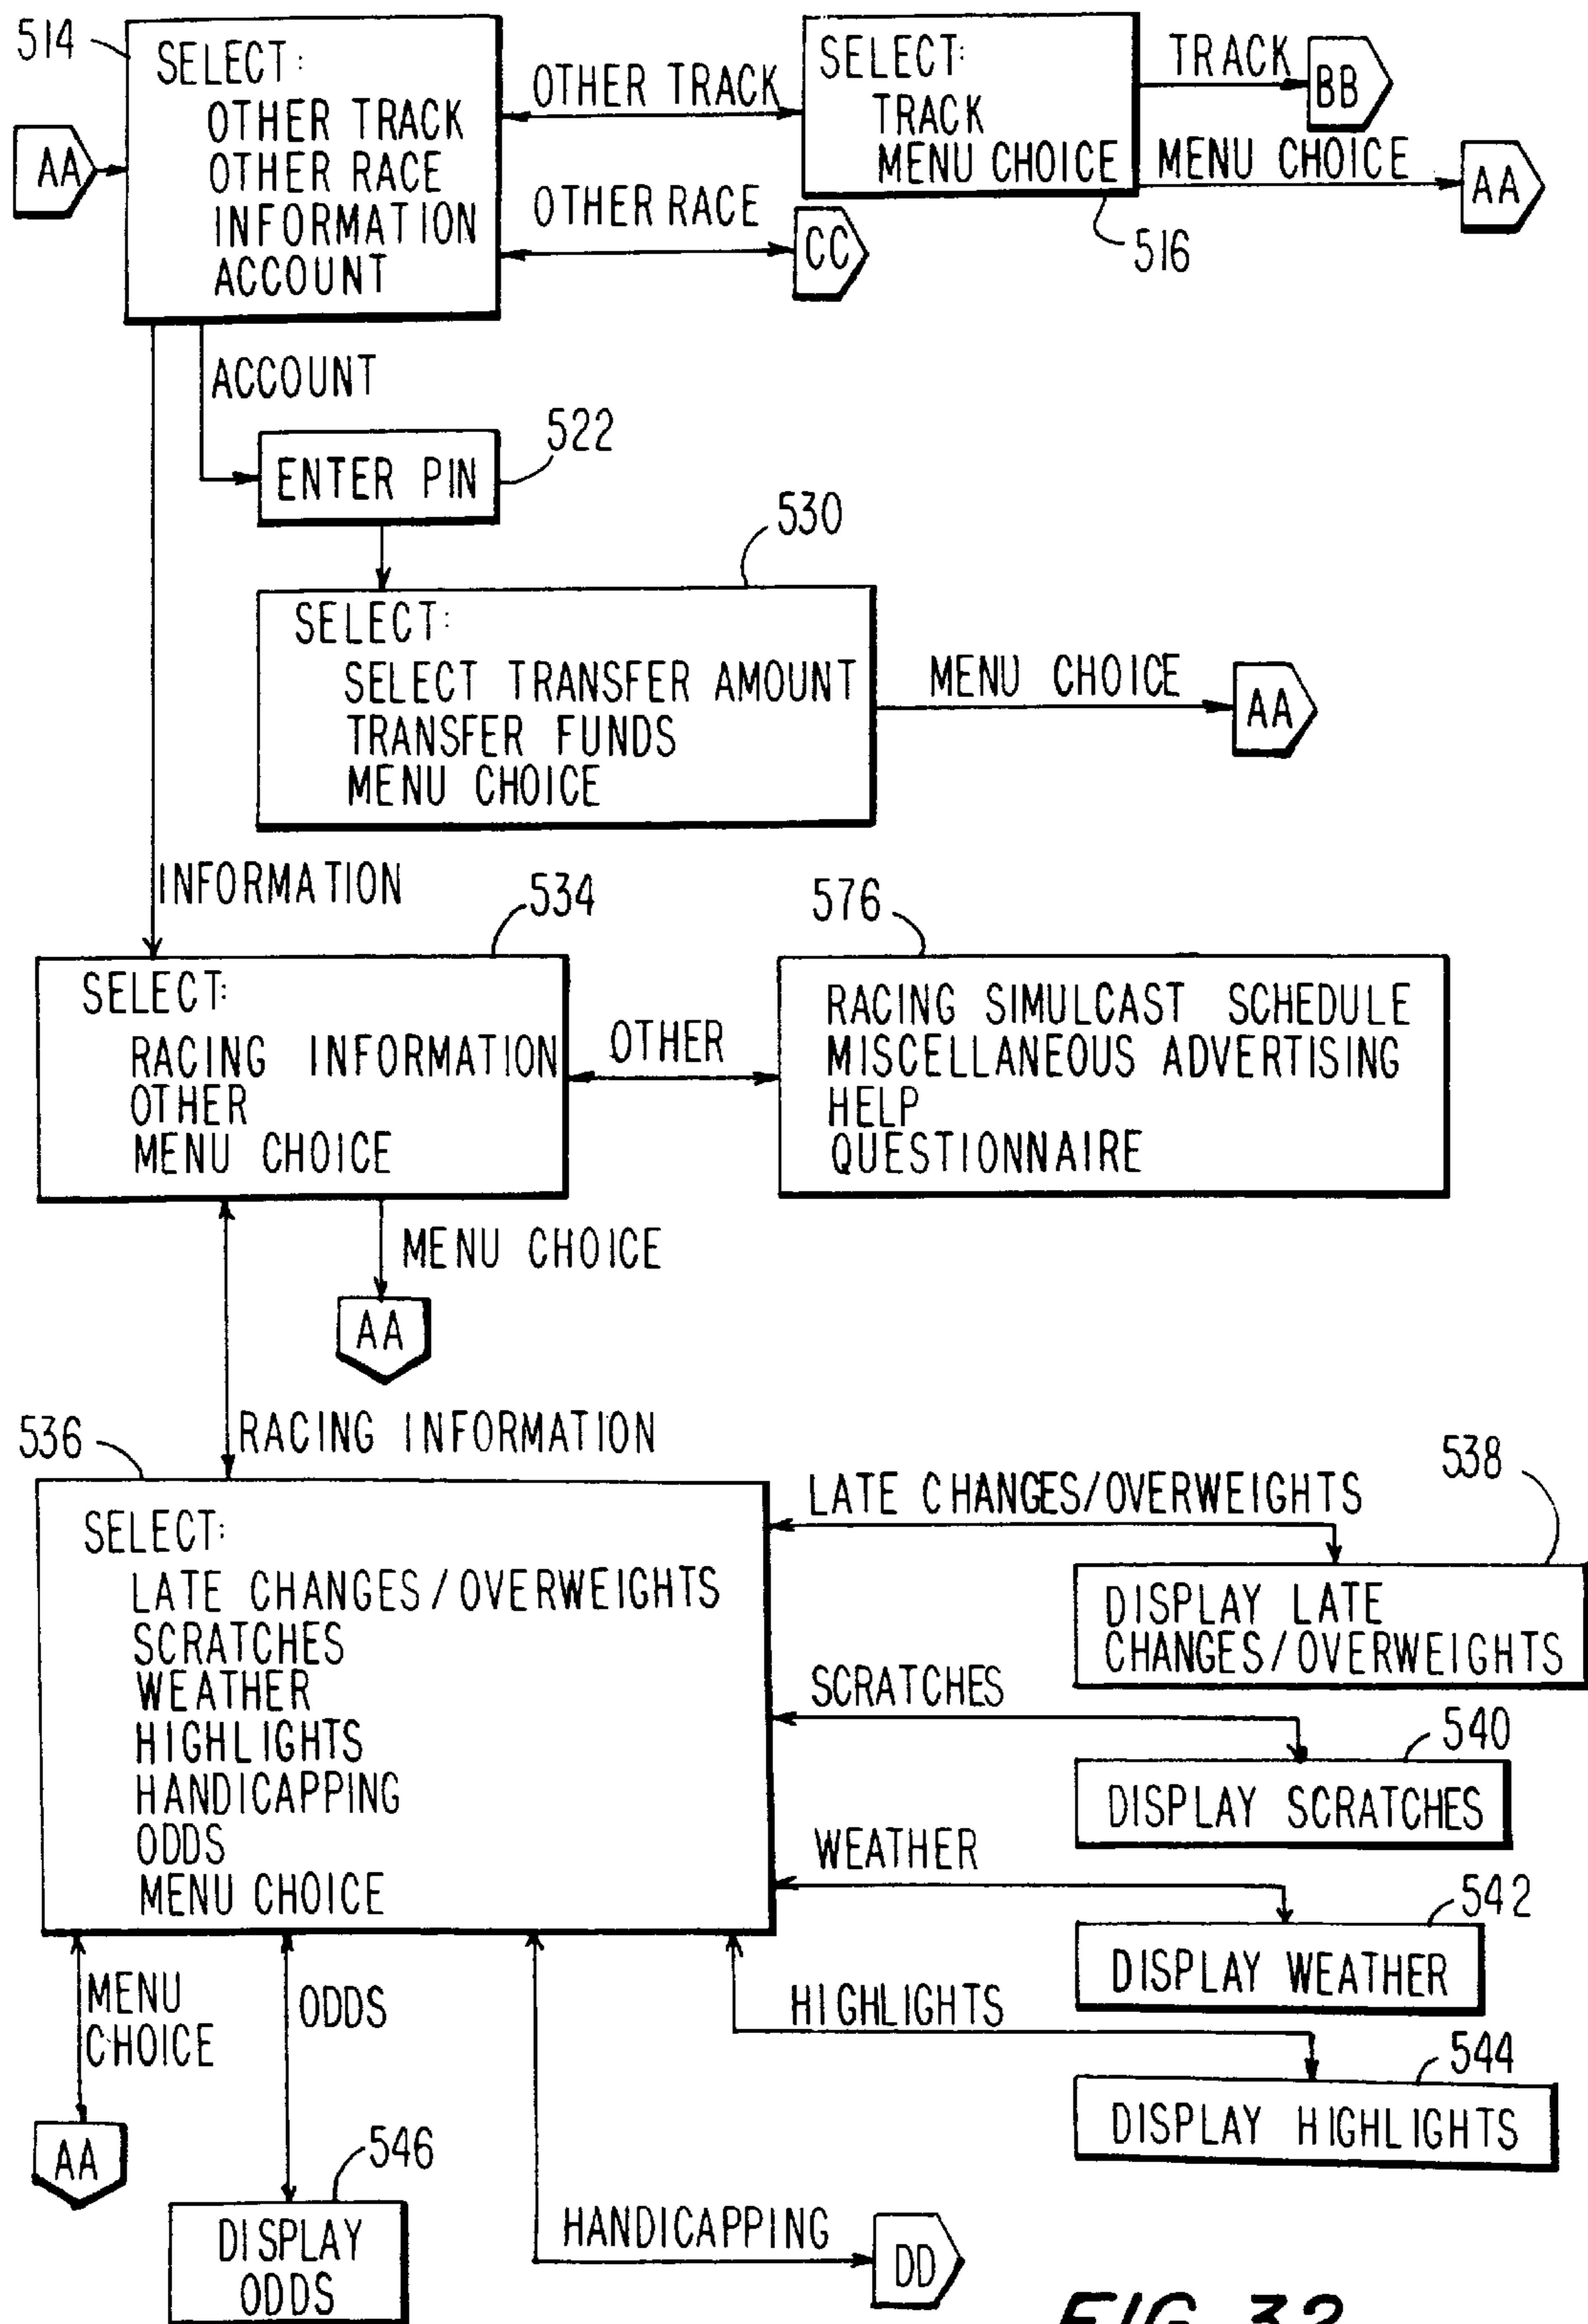 514
SELECT:
OTHER TRACK
OTHER RACE
INFORMATION
ACCOUNT
AA
OTHER TRACK
OTHER RACE
CC
SELECT:
TRACK
MENU CHOICE
516
TRACK
BB
MENU CHOICE
AA
ACCOUNT
ENTER PIN
522
530
SELECT:
SELECT TRANSFER AMOUNT
TRANSFER FUNDS
MENU CHOICE
MENU CHOICE
AA
INFORMATION
534
SELECT:
RACING INFORMATION
OTHER
MENU CHOICE
OTHER
576
RACING SIMULCAST SCHEDULE
MISCELLANEOUS ADVERTISING
HELP
QUESTIONNAIRE
MENU CHOICE
AA
RACING INFORMATION
536
SELECT:
LATE CHANGES/OVERWEIGHTS
SCRATCHES
WEATHER
HIGHLIGHTS
HANDICAPPING
ODDS
MENU CHOICE
LATE CHANGES/OVERWEIGHTS
538
DISPLAY LATE
CHANGES/OVERWEIGHTS
SCRATCHES
540
DISPLAY SCRATCHES
WEATHER
542
DISPLAY WEATHER
HIGHLIGHTS
544
DISPLAY HIGHLIGHTS
MENU
CHOICE
AA
ODDS
546
DISPLAY
ODDS
HANDICAPPING
DD
FIG. 32